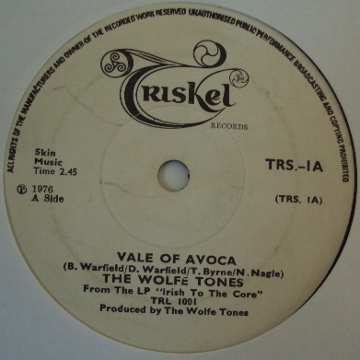 ALL RIGHTS OF THE MANUFACTURERS AND OWNER OF THE RECORDED WORK RESERVED UNAUTHORISED PUBLIC PERFORMANCE BROADCASTING AND COPYING PROHIBITED
TRISKEL
RECORDS
Skin
Music
Time 2.45
TRS.-1A
Ⓟ 1976
A Side
(TRS. 1A)
VALE OF AVOCA
(B. Warfield/D. Warfield/T. Byrne/N. Nagle)
THE WOLFE TONES
From The LP "Irish To The Core"
TRL 1001
Produced by The Wolfe Tones